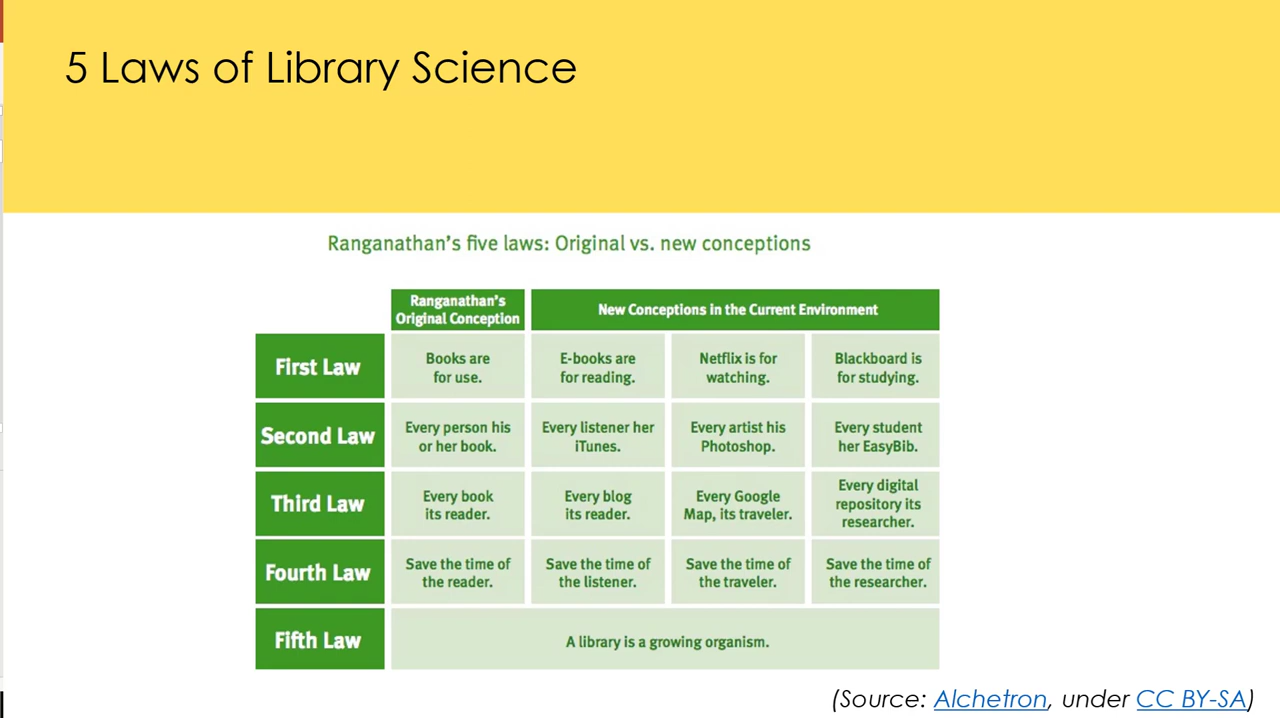 5 Laws of Library Science
Ranganathan's five laws: Original vs. new conceptions
Ranganathan's
Original Conception
New Conceptions in the Current Environment
First Law
Books are
for use.
E-books are
for reading.
Netflix is for
watching.
Blackboard is
for studying.
Second Law
Every person his
or her book.
Every listener her
iTunes.
Every artist his
Photoshop.
Every student
her EasyBib.
Third Law
Every book
its reader.
Every blog
its reader.
Every Google
Map, its traveler.
Every digital
repository its
researcher.
Fourth Law
Save the time of
the reader.
Save the time of
the listener.
Save the time of
the traveler.
Save the time of
the researcher.
Fifth Law
A library is a growing organism.
(Source: Alchetron, under CC BY-SA)